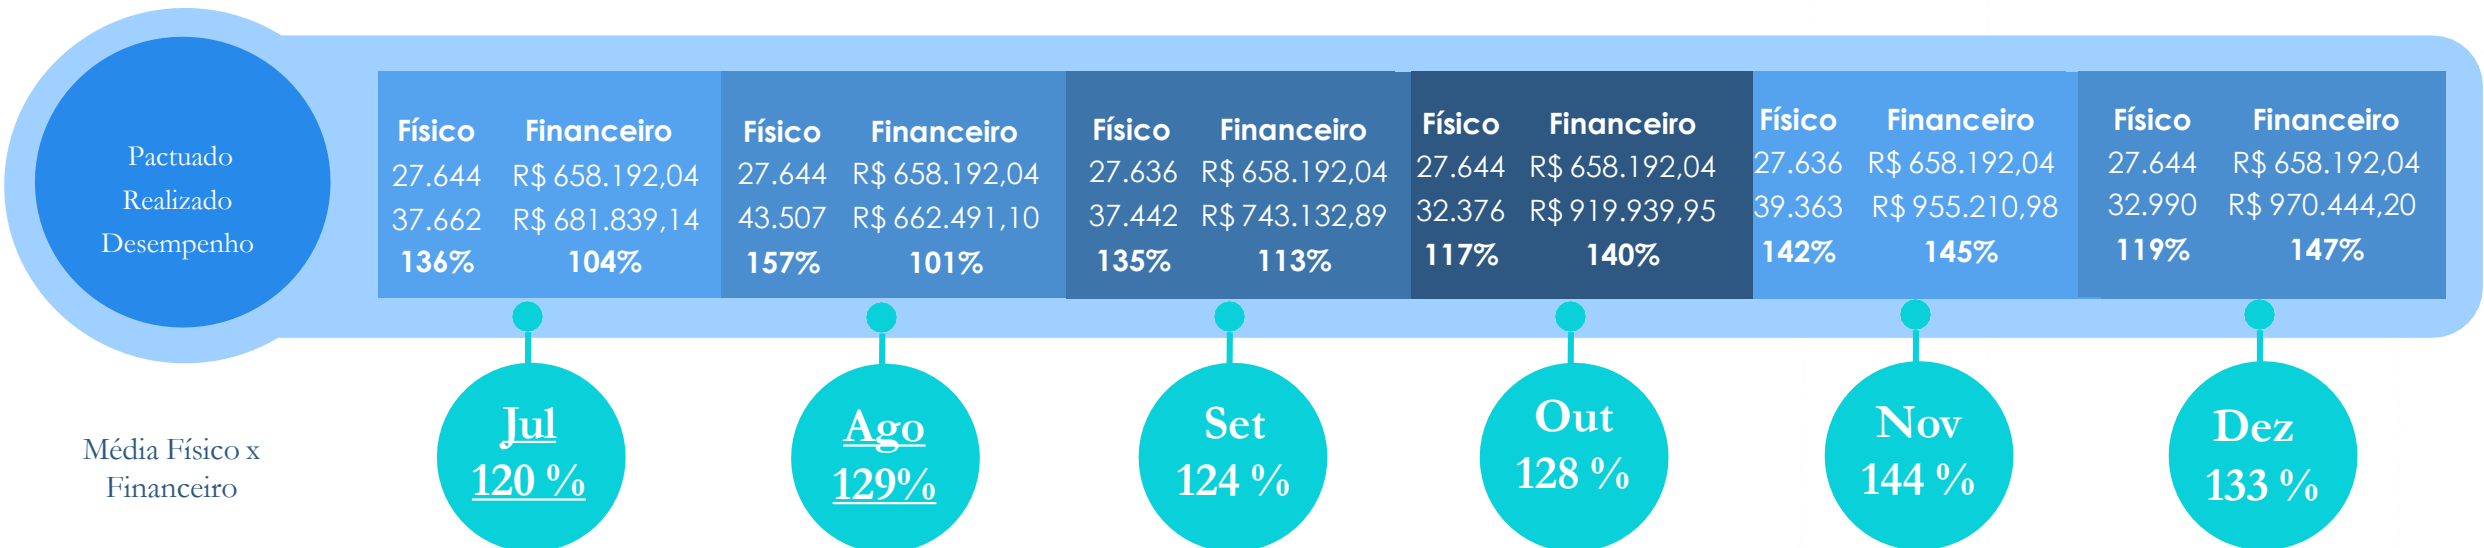 Pactuado
Realizado
Desempenho
Físico Financeiro
27.644 R$ 658.192,04
37.662 R$ 681.839,14
136% 104%
Físico Financeiro
27.644 R$ 658.192,04
43.507 R$ 662.491,10
157% 101%
Físico Financeiro
27.636 R$ 658.192,04
37.442 R$ 743.132,89
135% 113%
Físico Financeiro
27.644 R$ 658.192,04
32.376 R$ 919.939,95
117% 140%
Físico Financeiro
27.636 R$ 658.192,04
39.363 R$ 955.210,98
142% 145%
Físico Financeiro
27.644 R$ 658.192,04
32.990 R$ 970.444,20
119% 147%
Média Físico x
Financeiro
Jul
120 %
Ago
129%
Set
124 %
Out
128 %
Nov
144 %
Dez
133 %